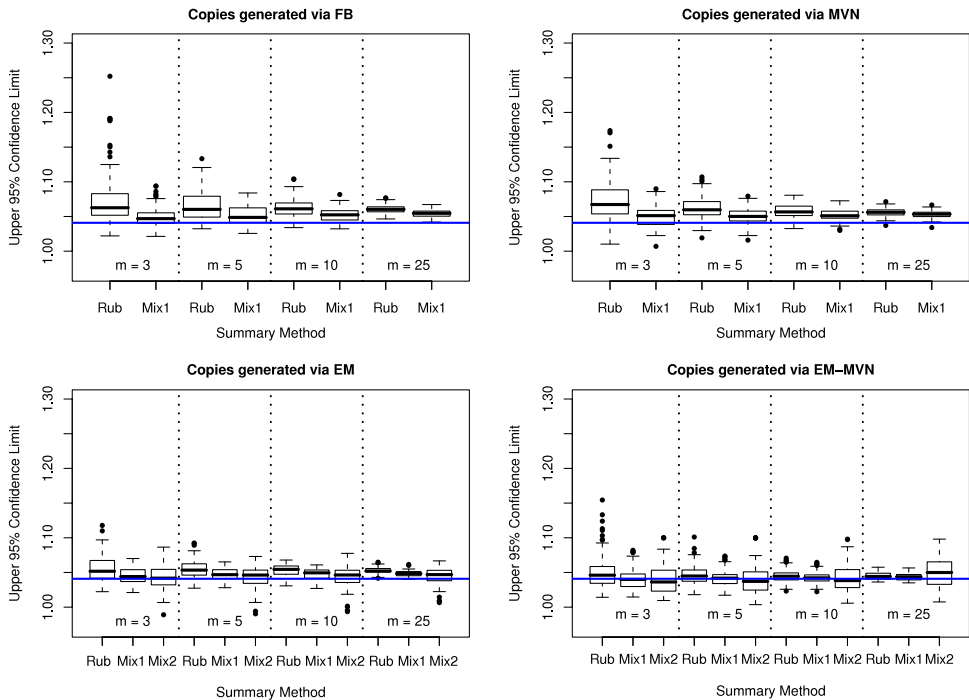 Copies generated via FB
Upper 95% Confidence Limit
1.00 1.10 1.20 1.30
m = 3 m = 5 m = 10 m = 25
Rub Mix1 Rub Mix1 Rub Mix1 Rub Mix1
Summary Method
Copies generated via MVN
Upper 95% Confidence Limit
1.00 1.10 1.20 1.30
m = 3 m = 5 m = 10 m = 25
Rub Mix1 Rub Mix1 Rub Mix1 Rub Mix1
Summary Method
Copies generated via EM
Upper 95% Confidence Limit
1.00 1.10 1.20 1.30
m = 3 m = 5 m = 10 m = 25
Rub Mix1 Mix2 Rub Mix1 Mix2 Rub Mix1 Mix2 Rub Mix1 Mix2
Summary Method
Copies generated via EM−MVN
Upper 95% Confidence Limit
1.00 1.10 1.20 1.30
m = 3 m = 5 m = 10 m = 25
Rub Mix1 Mix2 Rub Mix1 Mix2 Rub Mix1 Mix2 Rub Mix1 Mix2
Summary Method